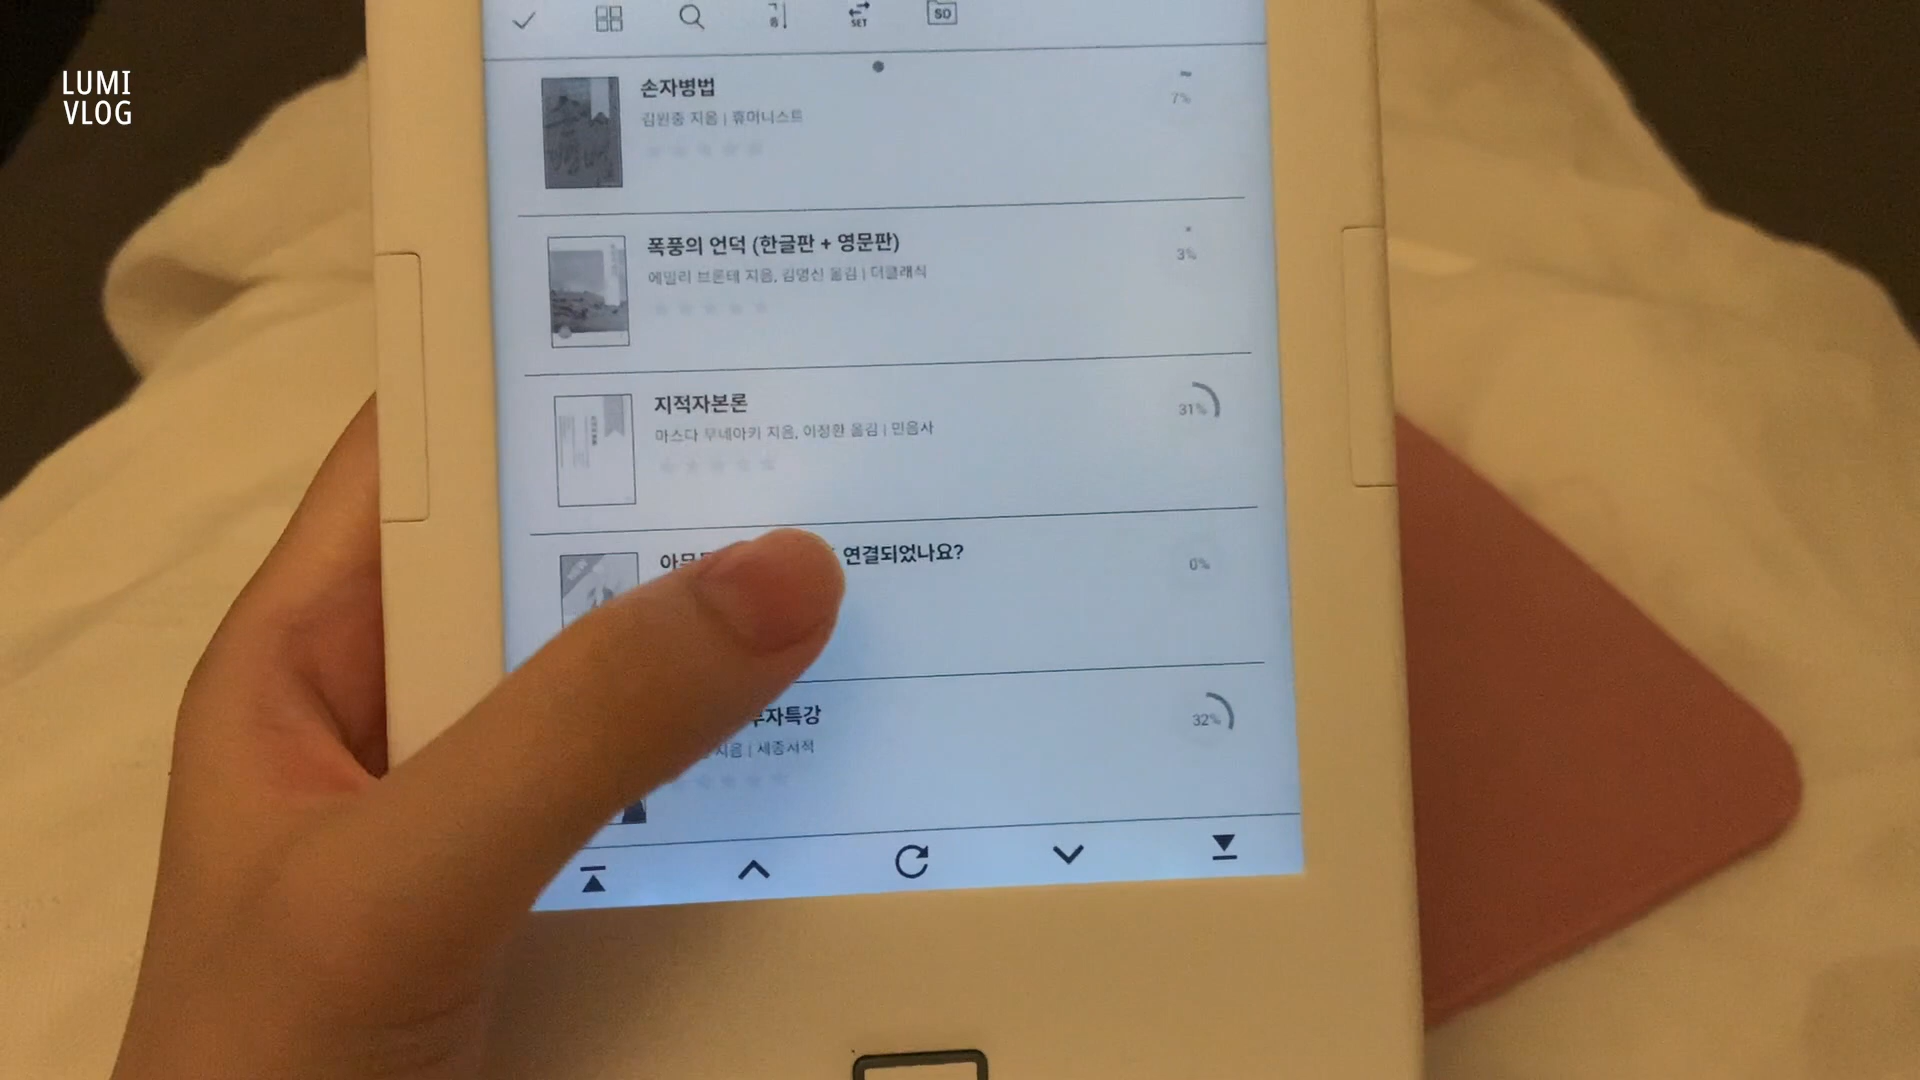 LUMI
VLOG
SET
SD
손자병법
7%
김원중 지음 | 휴머니스트
폭풍의 언덕 (한글판 + 영문판)
3%
에밀리 브론테 지음, 김명신 옮김 | 더클래식
지적자본론
31%
마스다 무네아키 지음, 이정환 옮김 | 민음사
연결되었나요?
0%
투자특강
32%
지음 | 세종서적